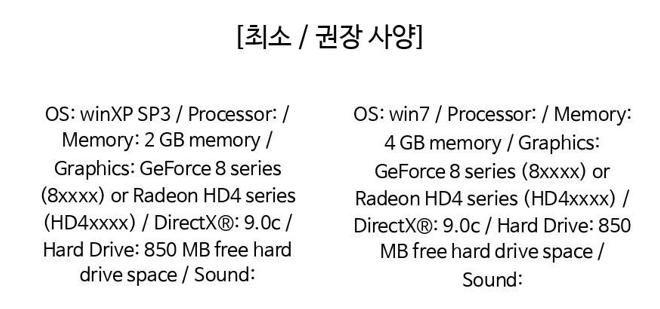 [최소 / 권장 사양]
OS: winXP SP3 / Processor: /
Memory: 2 GB memory /
Graphics: GeForce 8 series
(8xxxx) or Radeon HD4 series
(HD4xxxx) / DirectX®: 9.0c /
Hard Drive: 850 MB free hard
drive space / Sound:
OS: win7 / Processor: / Memory:
4 GB memory / Graphics:
GeForce 8 series (8xxxx) or
Radeon HD4 series (HD4xxxx) /
DirectX®: 9.0c / Hard Drive: 850
MB free hard drive space /
Sound: